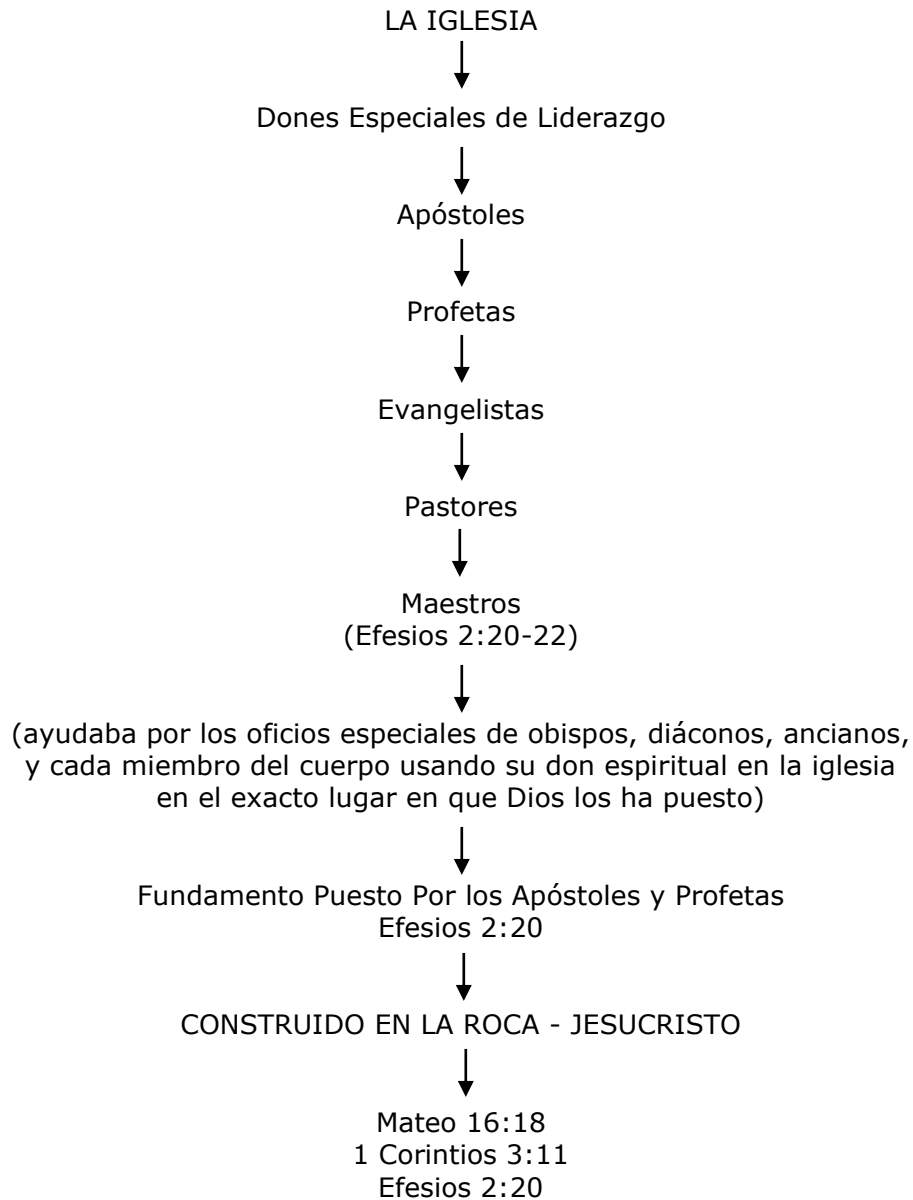 LA IGLESIA
Dones Especiales de Liderazgo
Apóstoles
Profetas
Evangelistas
Pastores
Maestros
(Efesios 2:20-22)
(ayudaba por los oficios especiales de obispos, diáconos, ancianos,
y cada miembro del cuerpo usando su don espiritual en la iglesia
en el exacto lugar en que Dios los ha puesto)
Fundamento Puesto Por los Apóstoles y Profetas
Efesios 2:20
CONSTRUIDO EN LA ROCA - JESUCRISTO
Mateo 16:18
1 Corintios 3:11
Efesios 2:20